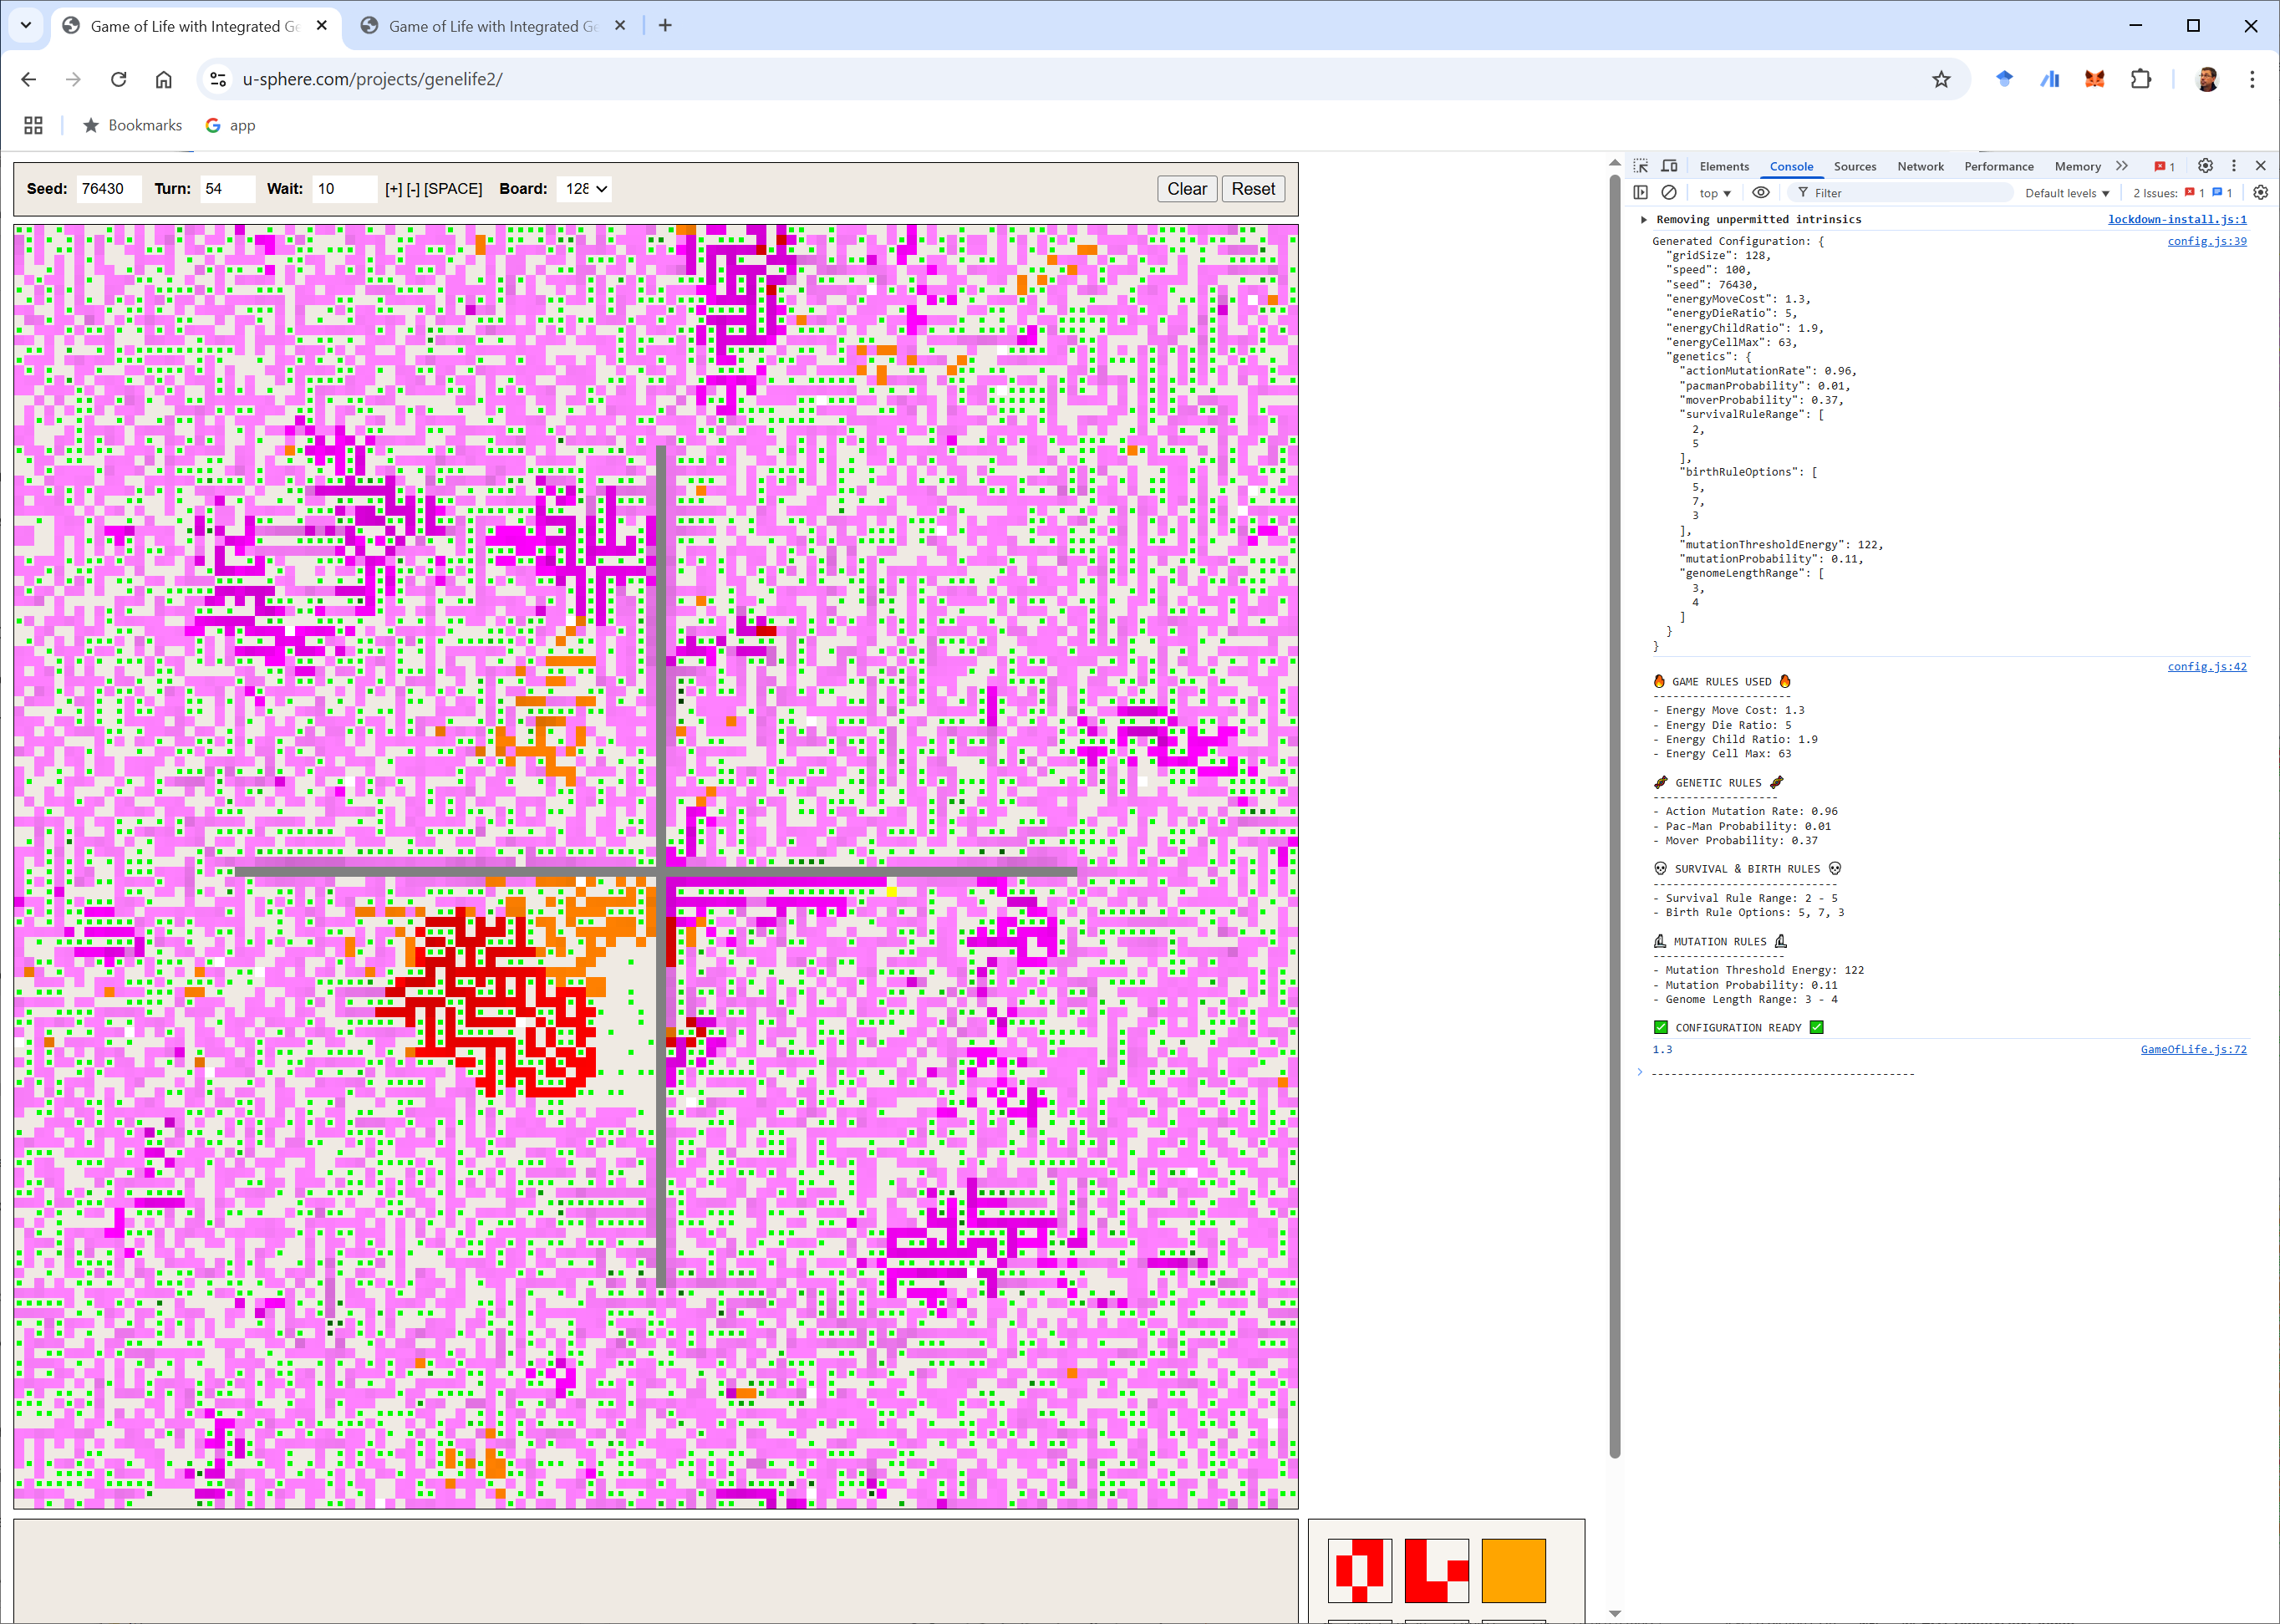 Game of Life with Integrated Ge
Game of Life with Integrated Ge
u-sphere.com/projects/genelife2/
Bookmarks
app
Seed: 76430 Turn: 54 Wait: 10 [+] [-] [SPACE] Board: 128 Clear Reset
Elements Console Sources Network Performance Memory 1
top Filter Default levels 2 Issues: 1 1
Removing unpermitted intrinsics lockdown-install.js:1
Generated Configuration: { config.js:39
"gridSize": 128,
"speed": 100,
"seed": 76430,
"energyMoveCost": 1.3,
"energyDieRatio": 5,
"energyChildRatio": 1.9,
"energyCellMax": 63,
"genetics": {
"actionMutationRate": 0.96,
"pacmanProbability": 0.01,
"moverProbability": 0.37,
"survivalRuleRange": [
2,
5
],
"birthRuleOptions": [
5,
7,
3
],
"mutationThresholdEnergy": 122,
"mutationProbability": 0.11,
"genomeLengthRange": [
3,
4
]
}
}
config.js:42
🔥 GAME RULES USED 🔥
--------------------
- Energy Move Cost: 1.3
- Energy Die Ratio: 5
- Energy Child Ratio: 1.9
- Energy Cell Max: 63
GENETIC RULES
------------------
- Action Mutation Rate: 0.96
- Pac-Man Probability: 0.01
- Mover Probability: 0.37
💀 SURVIVAL & BIRTH RULES 💀
---------------------------
- Survival Rule Range: 2 - 5
- Birth Rule Options: 5, 7, 3
MUTATION RULES
-------------------
- Mutation Threshold Energy: 122
- Mutation Probability: 0.11
- Genome Length Range: 3 - 4
✅ CONFIGURATION READY ✅
1.3 GameOfLife.js:72
----------------------------------------